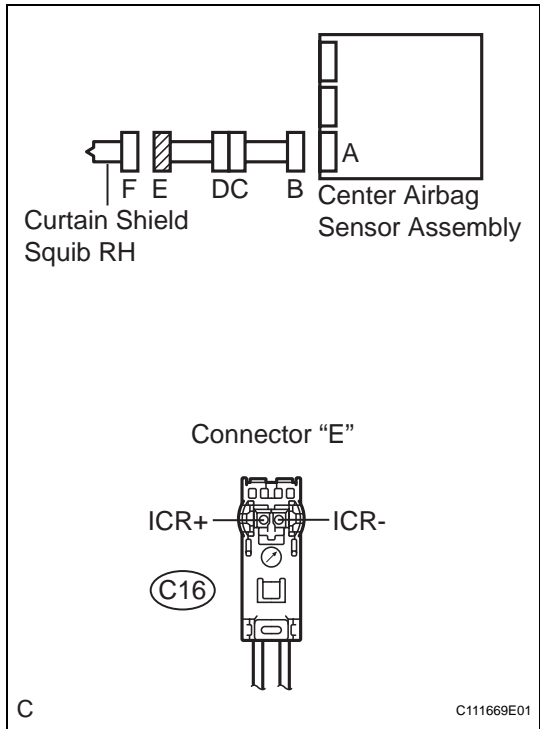 A
F E DC B
Center Airbag
Sensor Assembly
Curtain Shield
Squib RH
Connector “E”
ICR+ ICR-
C16
C C111669E01